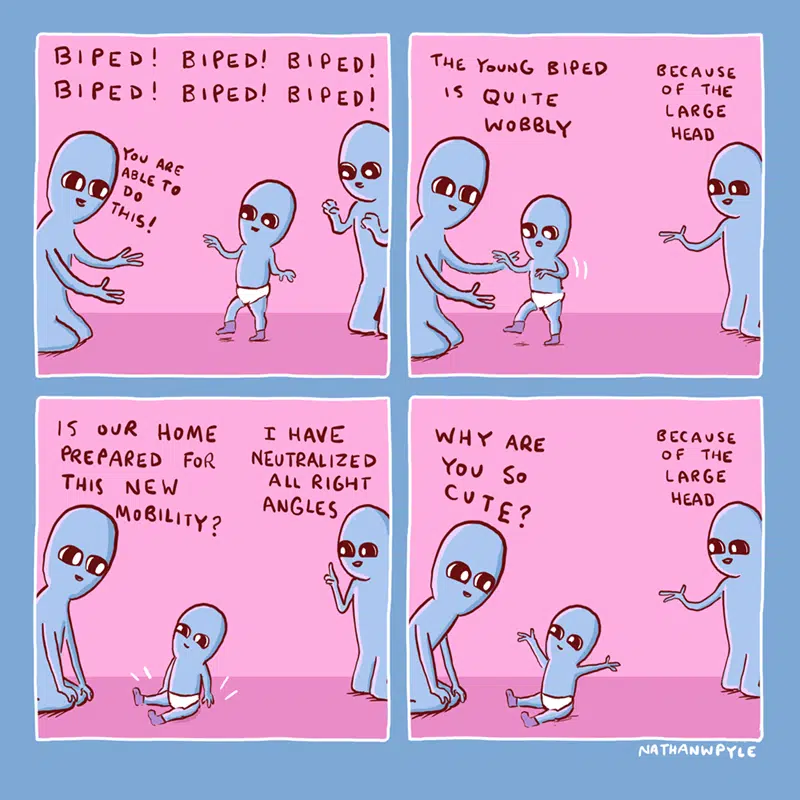 BIPED! BIPED! BIPED!
BIPED! BIPED! BIPED!
YOU ARE
ABLE TO
DO
THIS!
THE YOUNG BIPED
IS QUITE
WOBBLY
BECAUSE
OF THE
LARGE
HEAD
IS OUR HOME
PREPARED FOR
THIS NEW
MOBILITY?
I HAVE
NEUTRALIZED
ALL RIGHT
ANGLES
WHY ARE
YOU SO
CUTE?
BECAUSE
OF THE
LARGE
HEAD
NATHANWPYLE